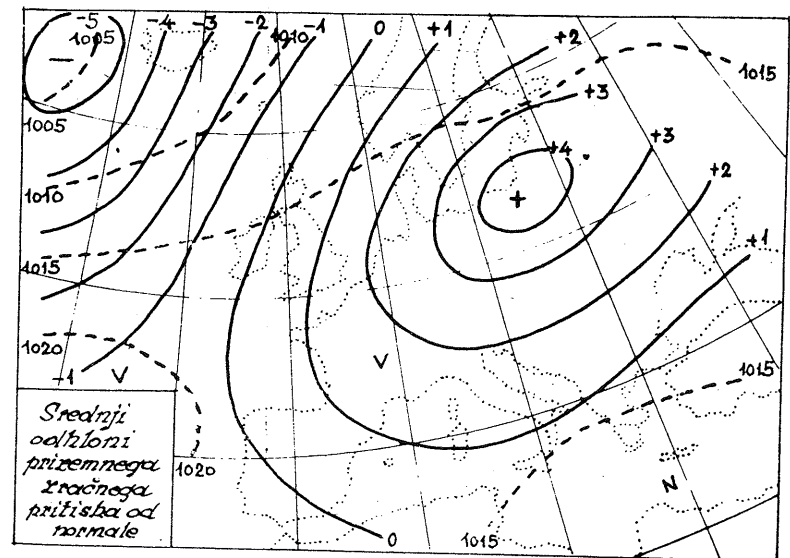 -5 -4 -3 -2 1010 -1 0 +1 +2
1005 1015
+3
1005 +4 +3
+2
1010
+
+1
1015
1020 V
-1 V 1015
Srednji
odkloni
prizemnega
zračnega
pritiska od
normale
1020
N
0 1015